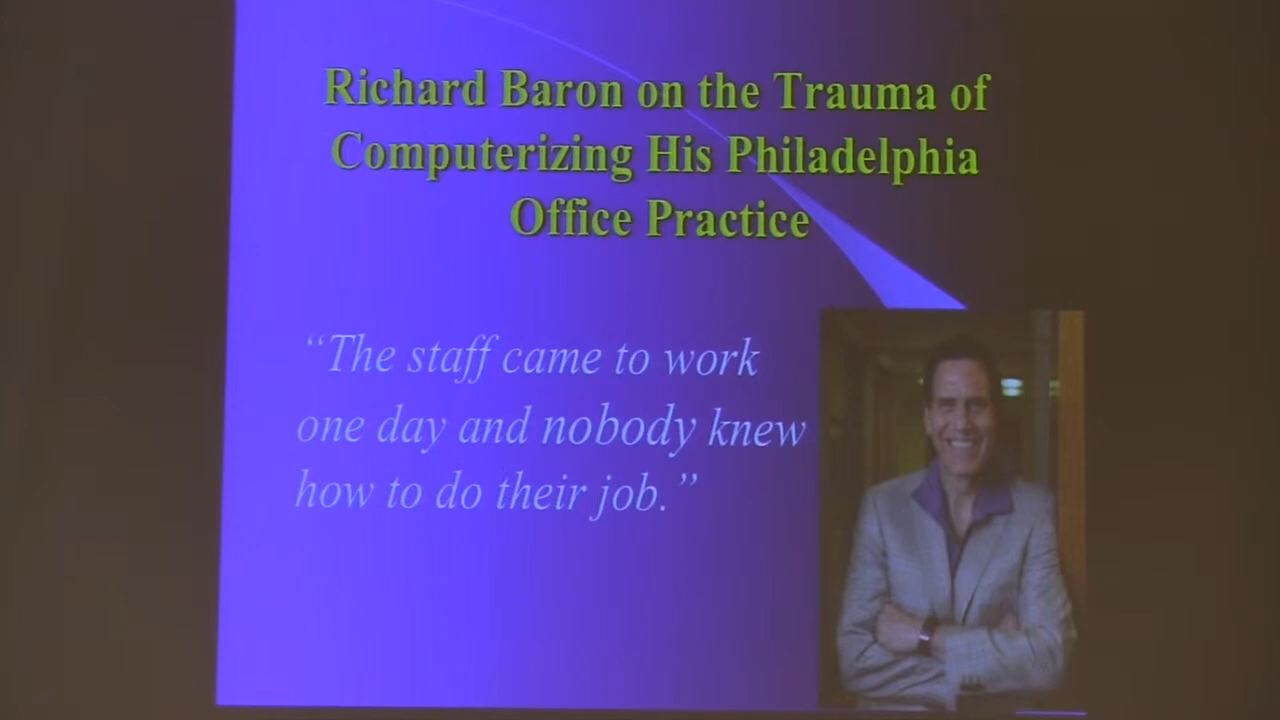 Richard Baron on the Trauma of
Computerizing His Philadelphia
Office Practice
“The staff came to work
one day and nobody knew
how to do their job.”